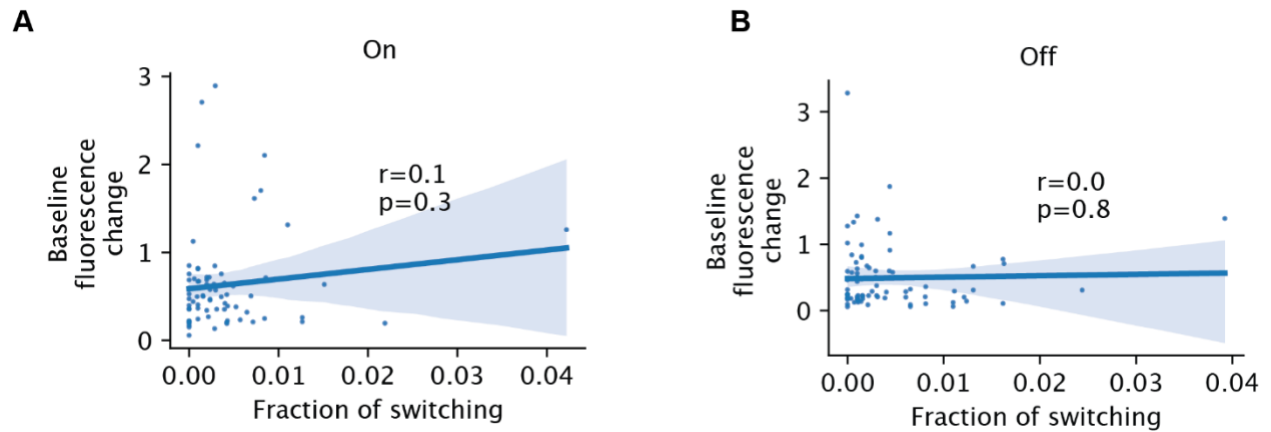 A
On
Baseline
fluorescence
change
3
2
1
0
r=0.1
p=0.3
0.00 0.01 0.02 0.03 0.04
Fraction of switching
B
Off
Baseline
fluorescence
change
3
2
1
0
r=0.0
p=0.8
0.00 0.01 0.02 0.03 0.04
Fraction of switching